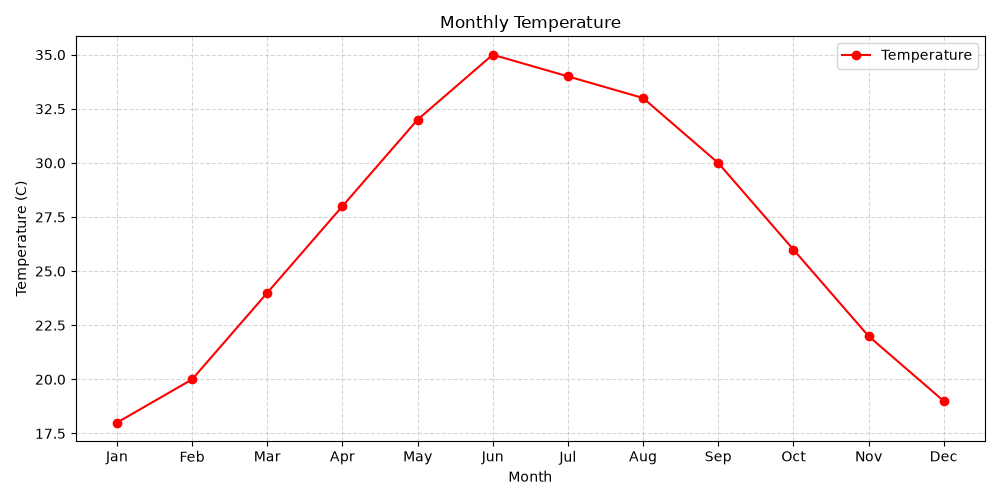 Monthly Temperature
Temperature
35.0
32.5
30.0
27.5
25.0
22.5
20.0
17.5
Temperature (C)
Jan Feb Mar Apr May Jun Jul Aug Sep Oct Nov Dec
Month